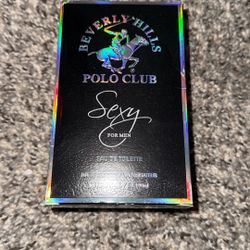 BEVERLY HILLS
POLO CLUB
Sexy
FOR MEN
EAU DE TOILETTE